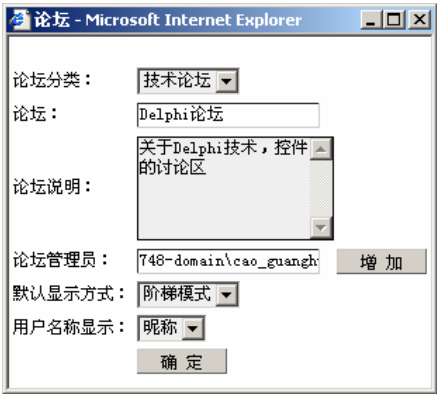 论坛 - Microsoft Internet Explorer
论坛分类： 技术论坛
论坛： Delphi论坛
论坛说明： 关于Delphi技术，控件
的讨论区
论坛管理员： 748-domain\cao_guangh 增 加
默认显示方式： 阶梯模式
用户名称显示： 昵称
确 定